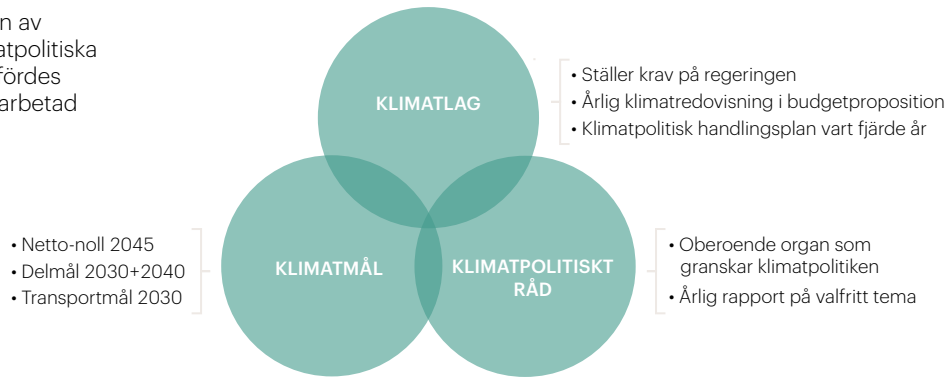 n av
atpolitiska
fördes
arbetad
KLIMATLAG
• Ställer krav på regeringen
• Årlig klimatredovisning i budgetproposition
• Klimatpolitisk handlingsplan vart fjärde år
• Netto-noll 2045
• Delmål 2030+2040
• Transportmål 2030
KLIMATMÅL
KLIMATPOLITISKT
RÅD
• Oberoende organ som
granskar klimatpolitiken
• Årlig rapport på valfritt tema